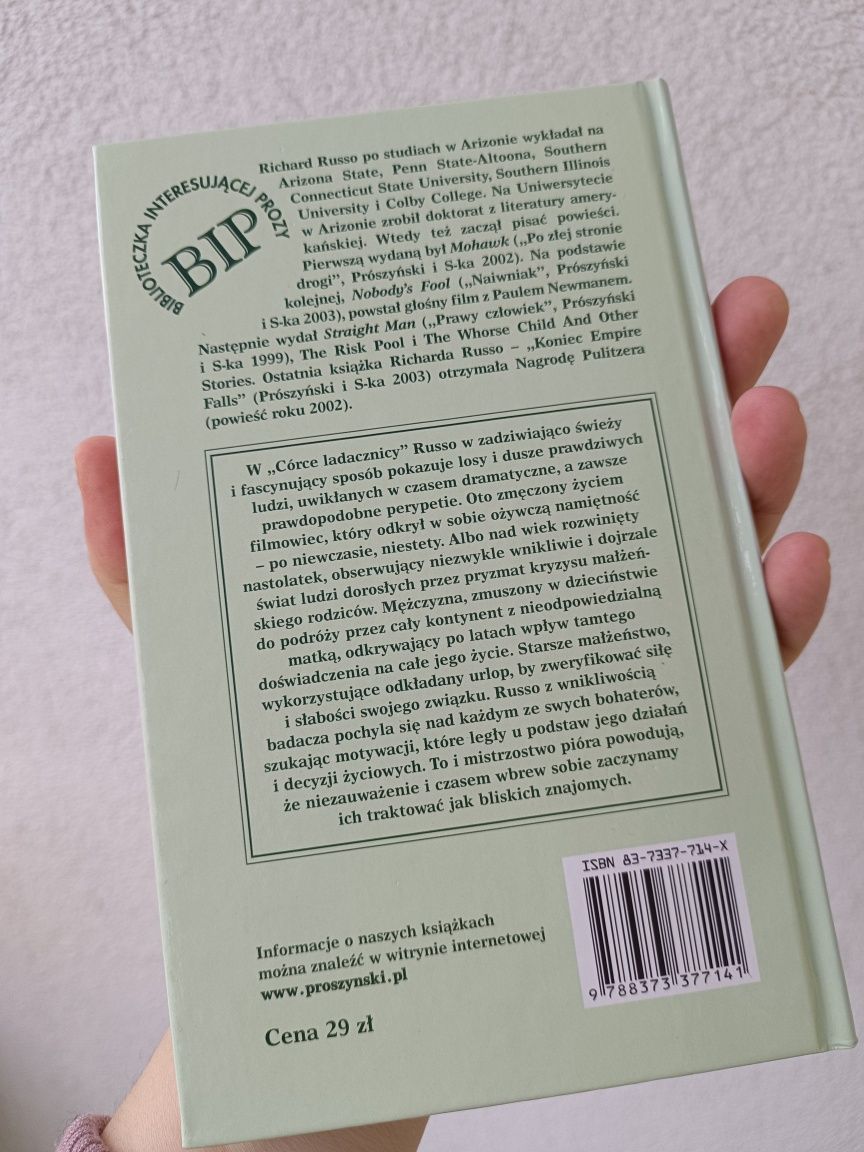 BIBLIOTECZKA INTERESUJĄCEJ PROZY
BIP
Richard Russo po studiach w Arizonie wykładał na
Arizona State, Penn State-Altoona, Southern
Connecticut State University, Southern Illinois
University i Colby College. Na Uniwersytecie
w Arizonie zrobił doktorat z literatury amery-
kańskiej. Wtedy też zaczął pisać powieści.
Pierwszą wydaną był Mohawk („Po złej stronie
drogi”, Prószyński i S-ka 2002). Na podstawie
kolejnej, Nobody's Fool („Naiwniak”, Prószyński
i S-ka 2003), powstał głośny film z Paulem Newmanem.
Następnie wydał Straight Man („Prawy człowiek”, Prószyński
i S-ka 1999), The Risk Pool i The Whorse Child And Other
Stories. Ostatnia książka Richarda Russo – „Koniec Empire
Falls” (Prószyński i S-ka 2003) otrzymała Nagrodę Pulitzera
(powieść roku 2002).
W „Córce ladacznicy” Russo w zadziwiająco świeży
i fascynujący sposób pokazuje losy i dusze prawdziwych
ludzi, uwikłanych w czasem dramatyczne, a zawsze
prawdopodobne perypetie. Oto zmęczony życiem
filmowiec, który odkrył w sobie ożywczą namiętność
– po niewczasie, niestety. Albo nad wiek rozwinięty
nastolatek, obserwujący niezwykle wnikliwie i dojrzale
świat ludzi dorosłych przez pryzmat kryzysu małżeń-
skiego rodziców. Mężczyzna, zmuszony w dzieciństwie
do podróży przez cały kontynent z nieodpowiedzialną
matką, odkrywający po latach wpływ tamtego
doświadczenia na całe jego życie. Starsze małżeństwo,
wykorzystujące odkładany urlop, by zweryfikować siłę
i słabości swojego związku. Russo z wnikliwością
badacza pochyla się nad każdym ze swych bohaterów,
szukając motywacji, które legły u podstaw jego działań
i decyzji życiowych. To i mistrzostwo pióra powodują,
że niezauważenie i czasem wbrew sobie zaczynamy
ich traktować jak bliskich znajomych.
ISBN 83-7337-714-X
9 788373 377141
Informacje o naszych książkach
można znaleźć w witrynie internetowej
www.proszynski.pl
Cena 29 zł